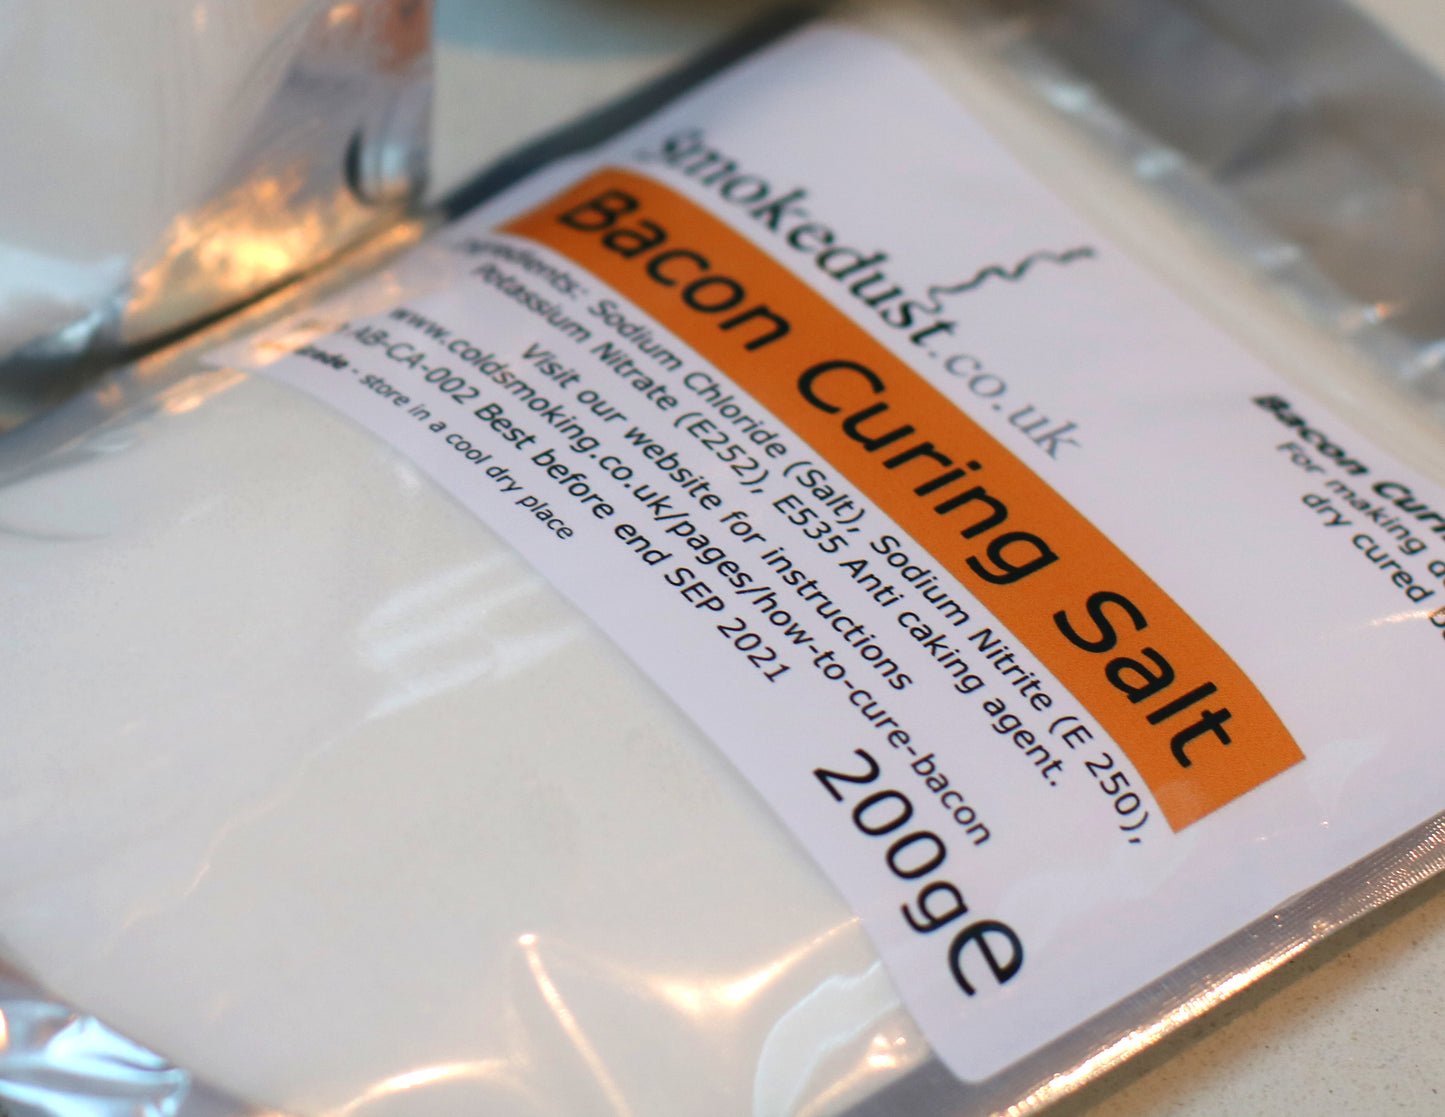 smokedust.co.uk
Bacon Curing Salt
Ingredients: Sodium Chloride (Salt), Sodium Nitrite (E 250),
Potassium Nitrate (E252), E535 Anti caking agent.
Visit our website for instructions
www.coldsmoking.co.uk/pages/how-to-cure-bacon
AB-CA-002 Best before end SEP 2021
- store in a cool dry place
200ge
Bacon
For making
dry cured